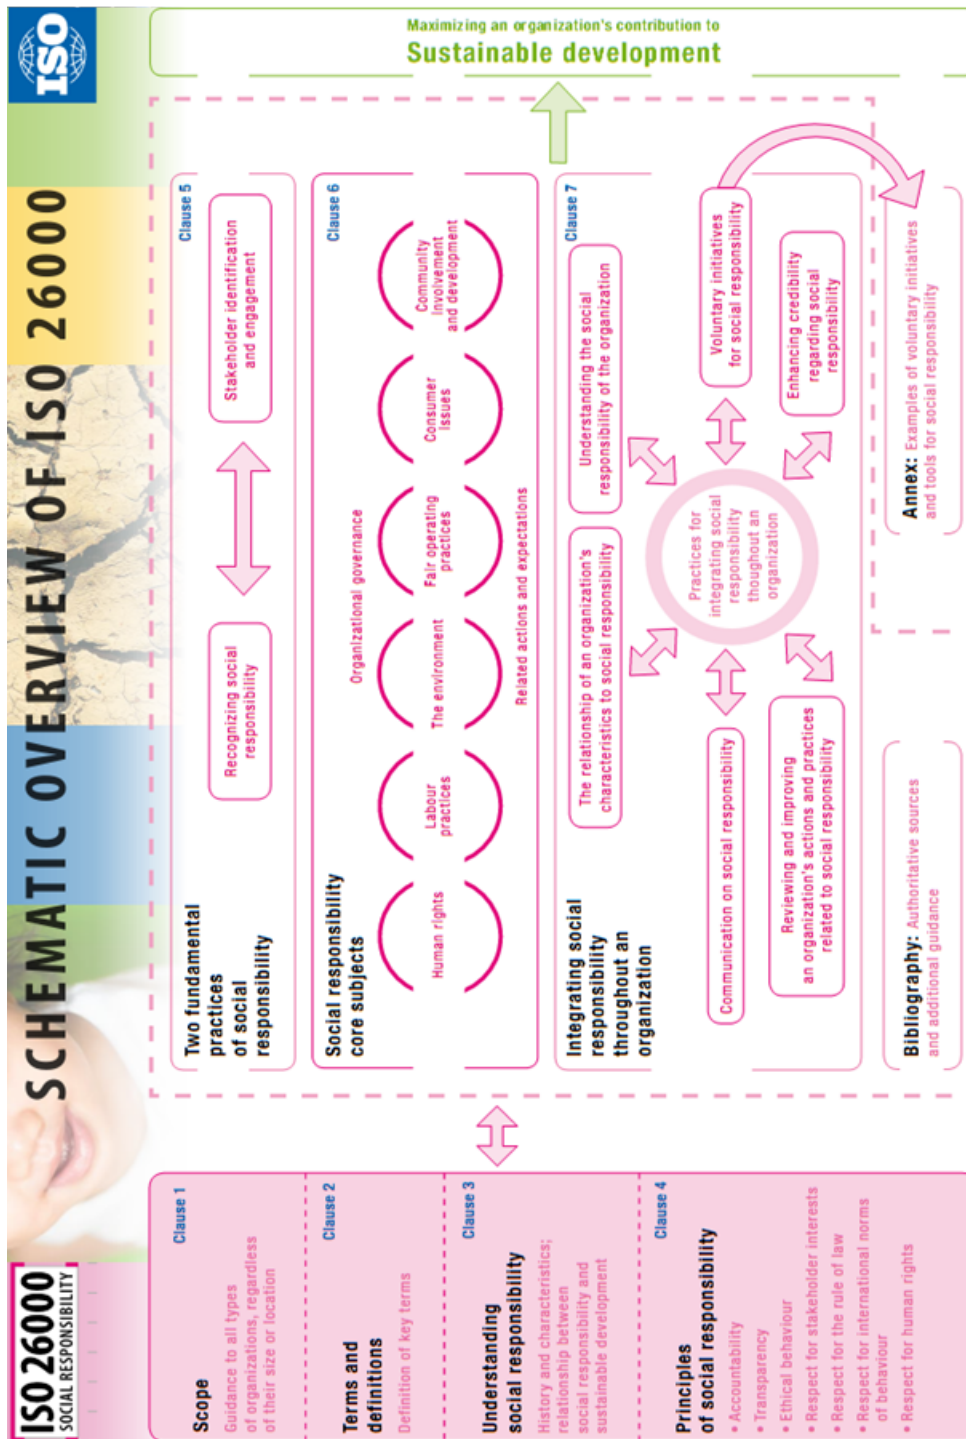 ISO 26000
SOCIAL RESPONSIBILITY
SCHEMATIC OVERVIEW OF ISO 26000
ISO
Clause 1
Scope
Guidance to all types
of organizations, regardless
of their size or location
Clause 2
Terms and
definitions
Definition of key terms
Clause 3
Understanding
social responsibility
History and characteristics;
relationship between
social responsibility and
sustainable development
Clause 4
Principles
of social responsibility
• Accountability
• Transparency
• Ethical behaviour
• Respect for stakeholder interests
• Respect for the rule of law
• Respect for international norms
of behaviour
• Respect for human rights
Two fundamental
practices
of social
responsibility
Clause 5
Recognizing social
responsibility
Stakeholder identification
and engagement
Social responsibility
core subjects
Clause 6
Organizational governance
Human rights
Labour
practices
The environment
Fair operating
practices
Consumer
issues
Community
involvement
and development
Related actions and expectations
Integrating social
responsibility
throughout an
organization
Clause 7
The relationship of an organization's
characteristics to social responsibility
Understanding the social
responsibility of the organization
Practices for
integrating social
responsibility
thoughout an
organization
Communication on social responsibility
Voluntary initiatives
for social responsibility
Reviewing and improving
an organization's actions and practices
related to social responsibility
Enhancing credibility
regarding social
responsibility
Bibliography: Authoritative sources
and additional guidance
Annex: Examples of voluntary initiatives
and tools for social responsibility
Maximizing an organization's contribution to
Sustainable development